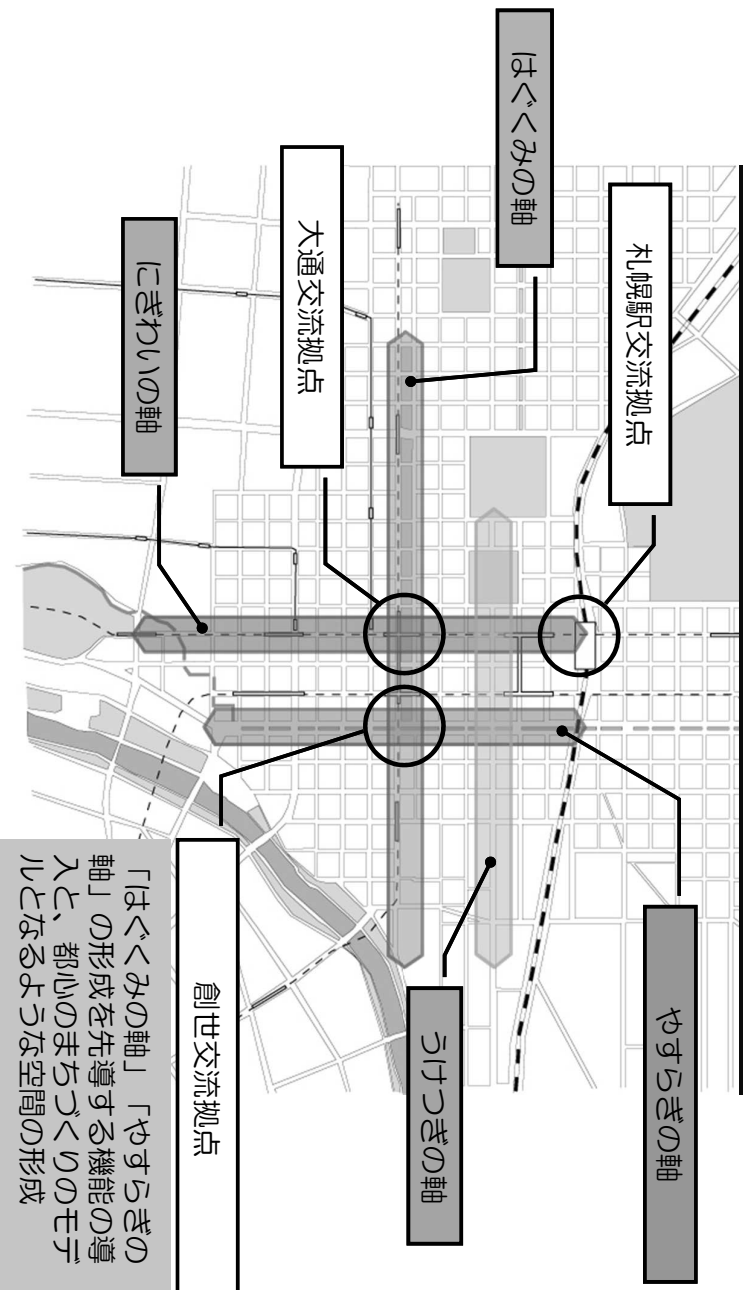 札幌駅交流拠点
はぐくみの軸
大通交流拠点
にぎわいの軸
やすらぎの軸
うけつぎの軸
創世交流拠点
「はぐくみの軸」「やすらぎの
軸」の形成を先導する機能の導
入と、都心のまちづくりのモデ
ルとなるような空間の形成